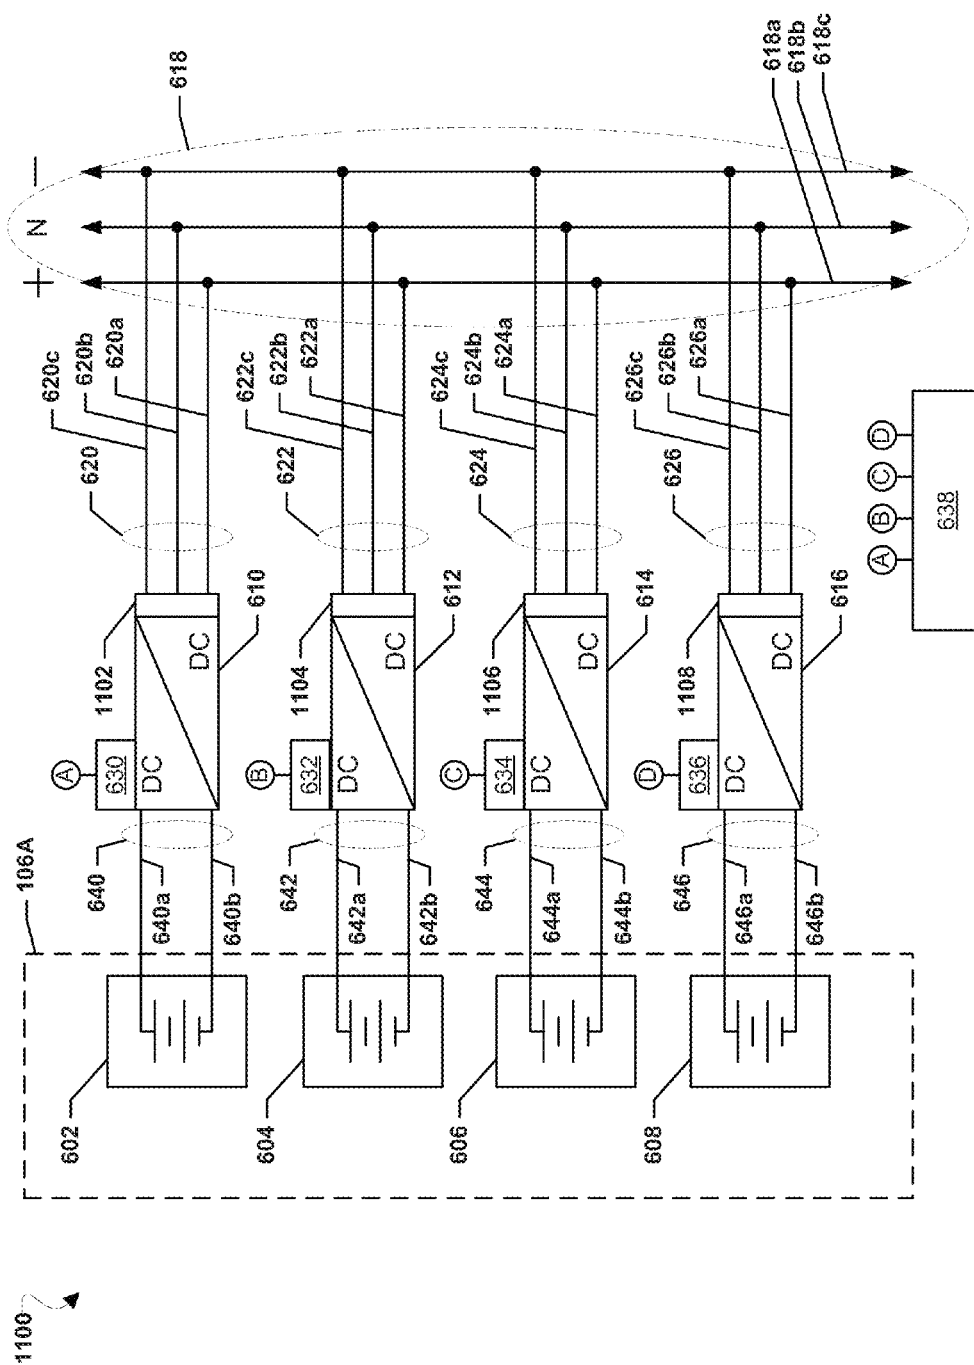 1100
106A
602
604
606
608
640
640a
640b
642
642a
642b
644
644a
644b
646
646a
646b
A
630
DC
DC
1102
610
B
632
DC
DC
1104
612
C
634
DC
DC
1106
614
D
636
DC
DC
1108
616
620
620c
620b
620a
622
622c
622b
622a
624
624c
624b
624a
626
626c
626b
626a
A
B
C
D
638
+
N
−
618
618a
618b
618c